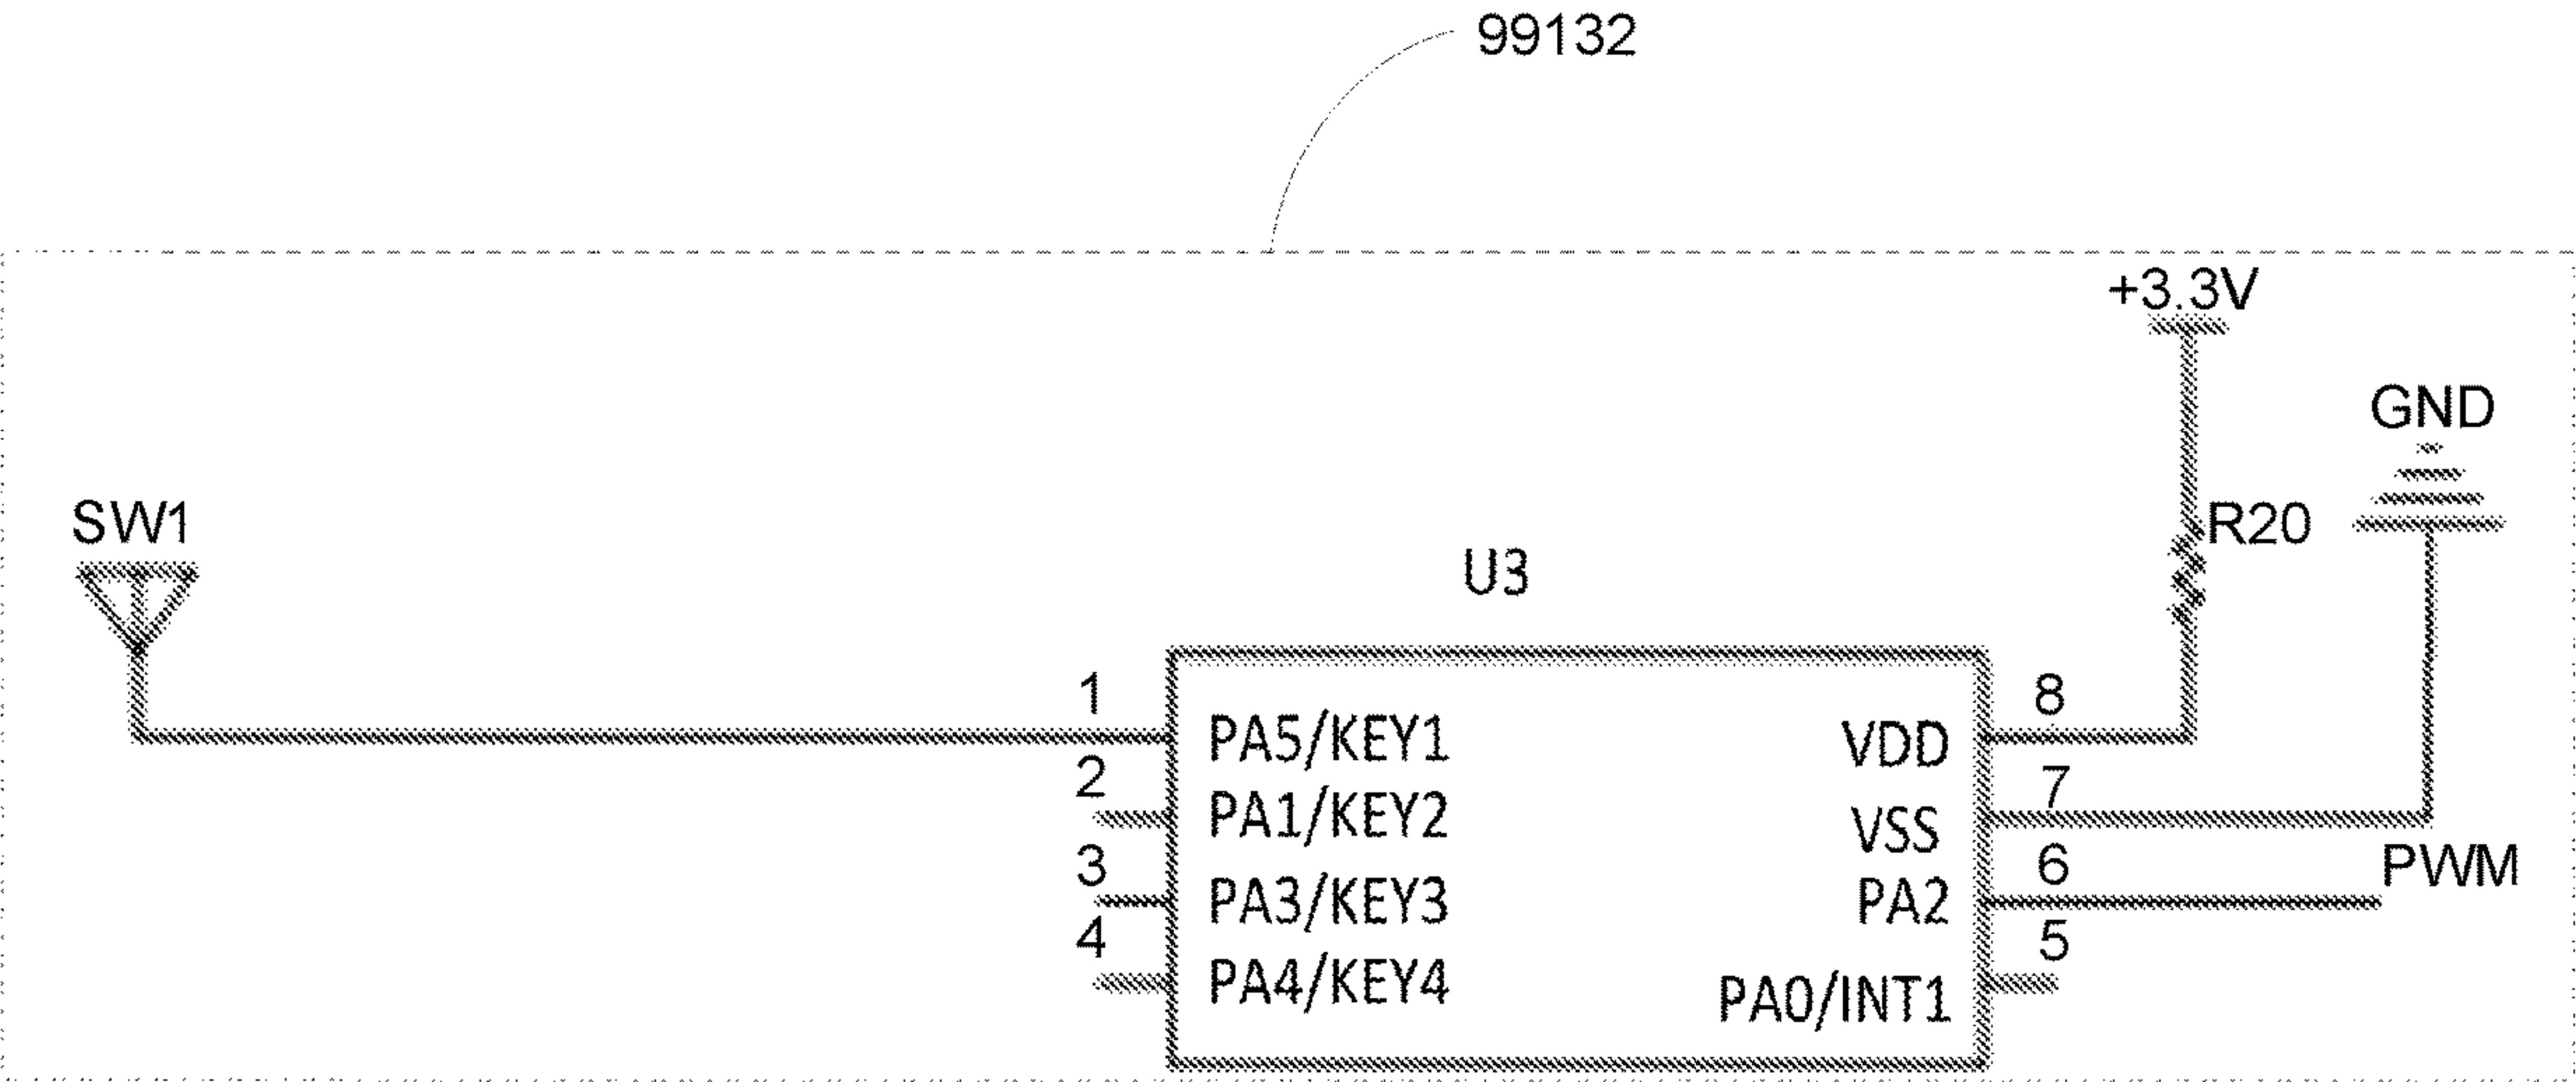 99132
+3.3V
GND
SW1
R20
U3
1
8
PA5/KEY1
VDD
2
7
PA1/KEY2
VSS
3
6
PWM
PA3/KEY3
PA2
4
5
PA4/KEY4
PA0/INT1